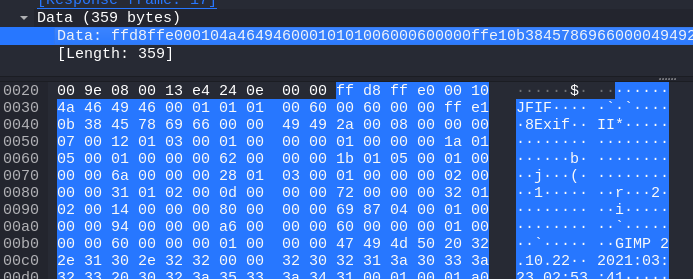 [Response frame: 17]
Data (359 bytes)
Data: ffd8ffe000104a46494600010101006000600000ffe10b384578696600004949 2
[Length: 359]
0020 00 9e 08 00 13 e4 24 0e 00 00 ff d8 ff e0 00 10 ······$· ········
0030 4a 46 49 46 00 01 01 01 00 60 00 60 00 00 ff e1 JFIF···· ·`·`····
0040 0b 38 45 78 69 66 00 00 49 49 2a 00 08 00 00 00 ·8Exif·· II*·····
0050 07 00 12 01 03 00 01 00 00 00 01 00 00 00 1a 01 ········ ········
0060 05 00 01 00 00 00 62 00 00 00 1b 01 05 00 01 00 ······b· ········
0070 00 00 6a 00 00 00 28 01 03 00 01 00 00 00 02 00 ··j···(· ········
0080 00 00 31 01 02 00 0d 00 00 00 72 00 00 00 32 01 ··1····· ··r···2·
0090 02 00 14 00 00 00 80 00 00 00 69 87 04 00 01 00 ········ ··i·····
00a0 00 00 94 00 00 00 a6 00 00 00 60 00 00 00 01 00 ········ ··`·····
00b0 00 00 60 00 00 00 01 00 00 00 47 49 4d 50 20 32 ··`····· ··GIMP 2
00c0 2e 31 30 2e 32 32 00 00 32 30 32 31 3a 30 33 3a .10.22·· 2021:03:
00d0 32 33 20 30 32 3a 35 33 3a 34 31 00 01 00 01 a0 23 02:53 :41·····